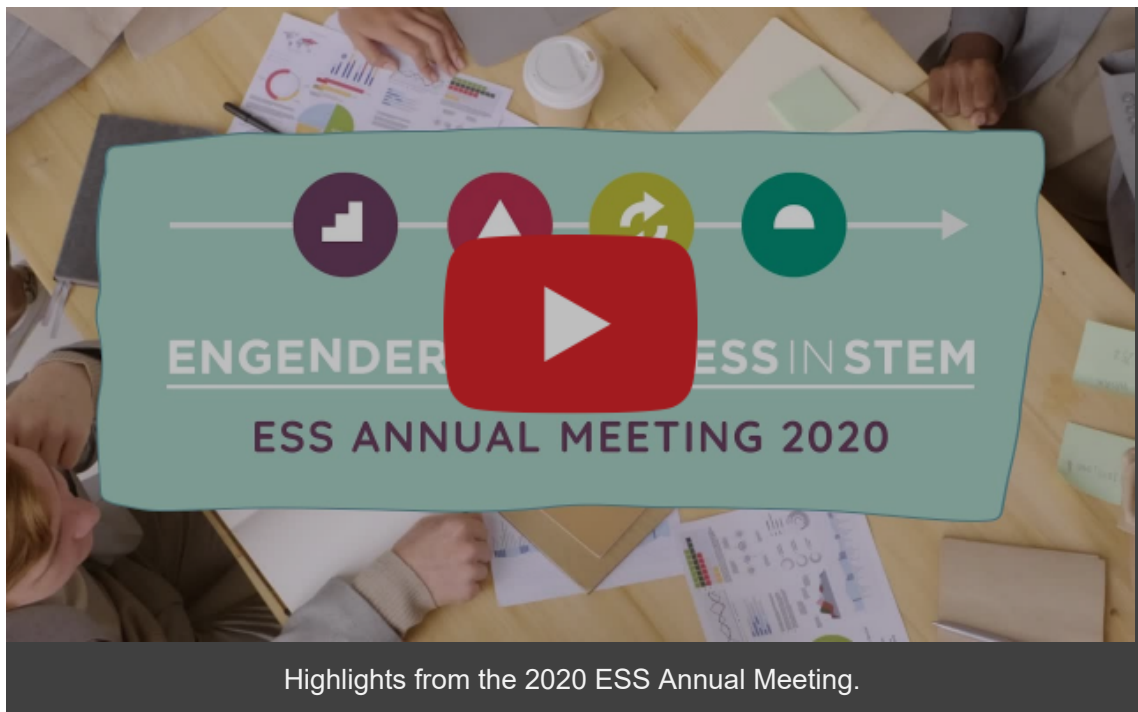 ENGENDER ESS IN STEM
ESS ANNUAL MEETING 2020
Highlights from the 2020 ESS Annual Meeting.